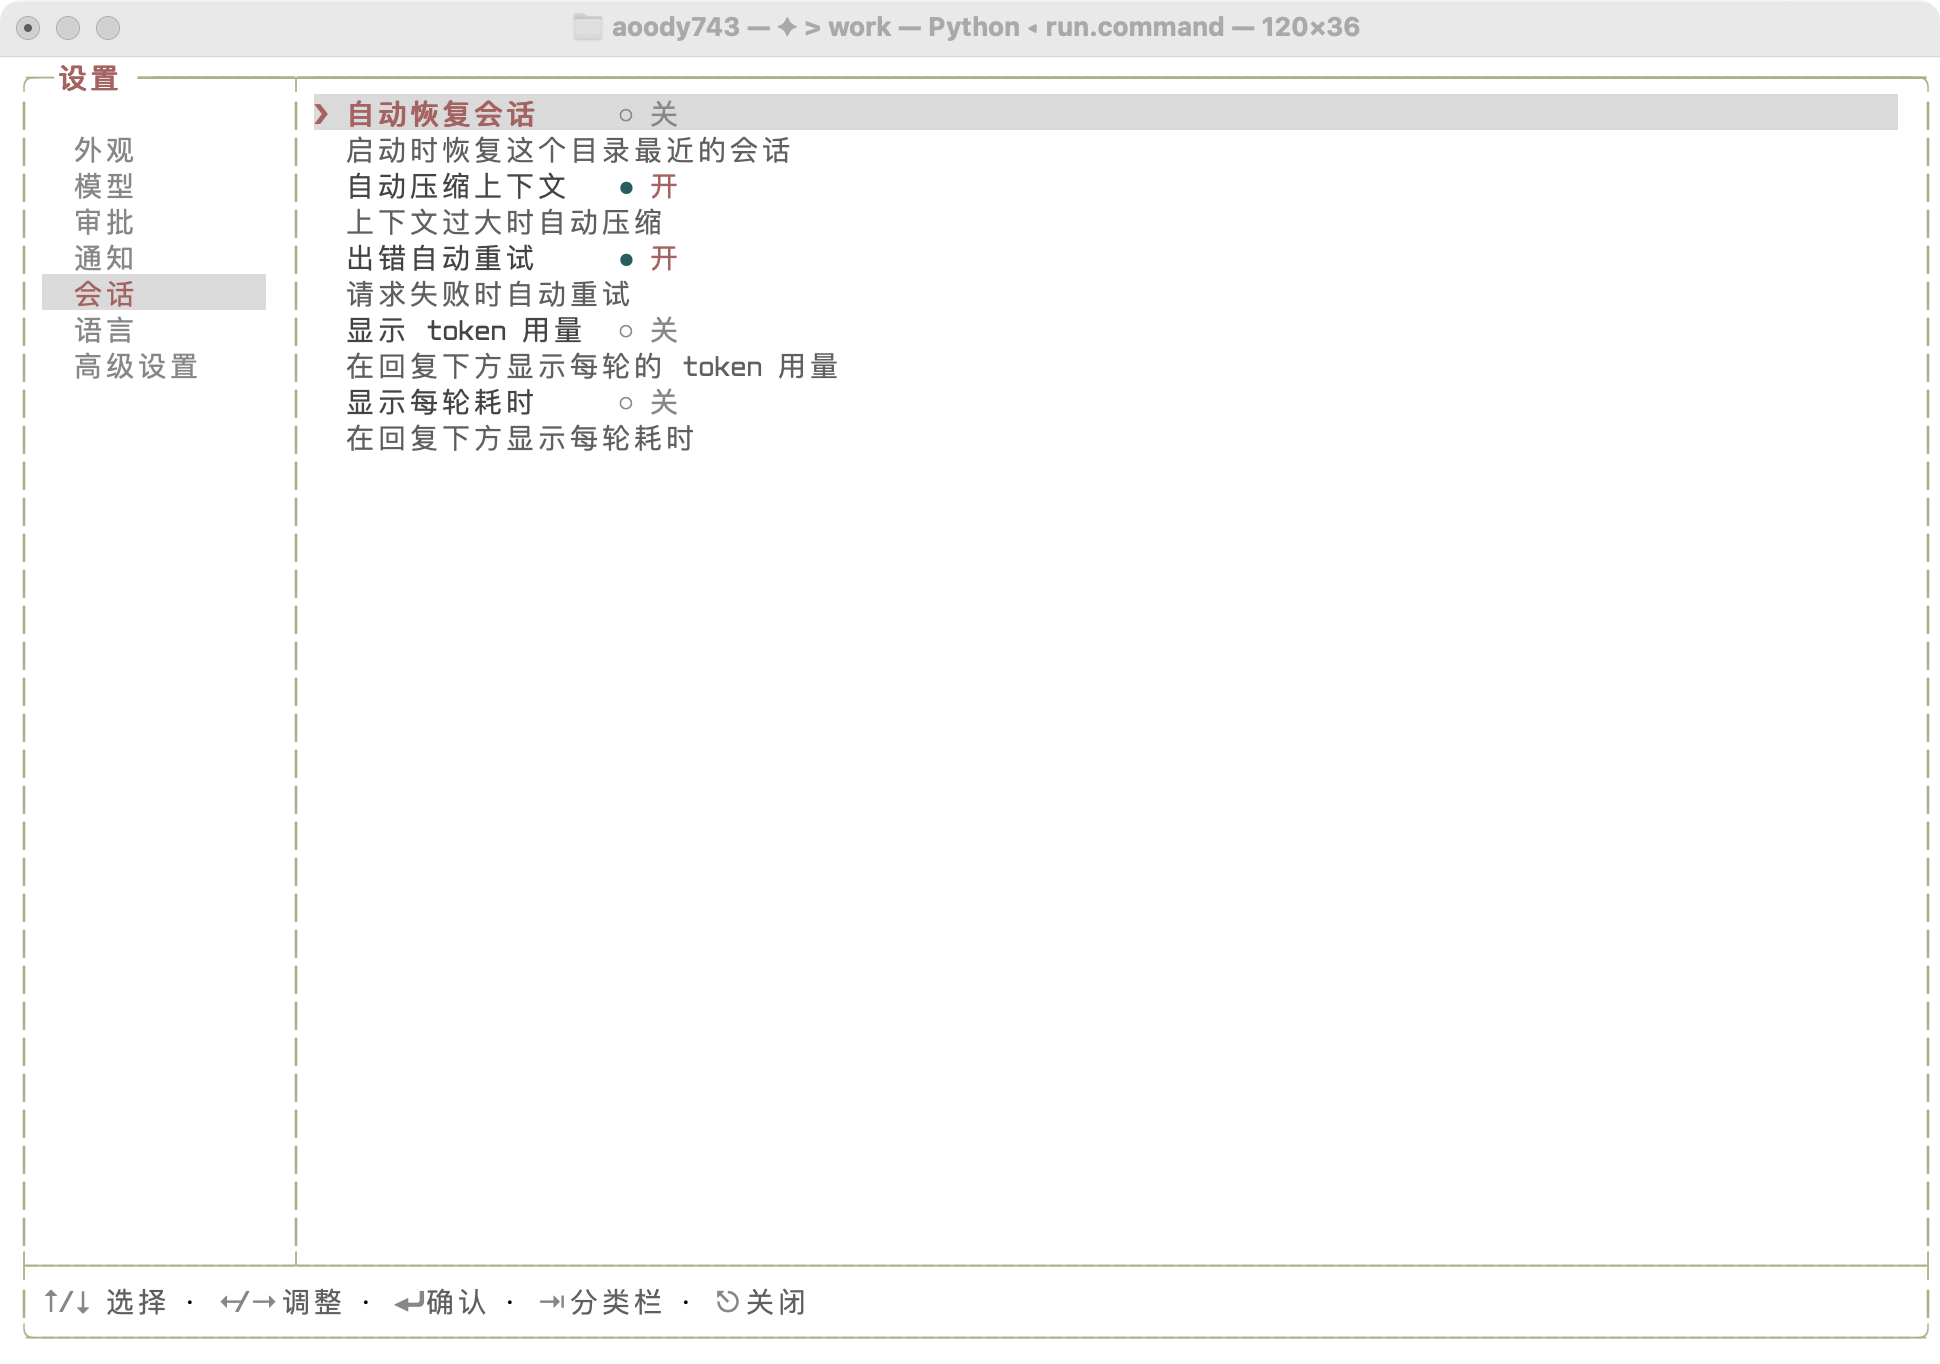 aoody743 — ✦ > work — Python ◂ run.command — 120×36
设置
外观
模型
审批
通知
会话
语言
高级设置
❯ 自动恢复会话 ○ 关
启动时恢复这个目录最近的会话
自动压缩上下文 ● 开
上下文过大时自动压缩
出错自动重试 ● 开
请求失败时自动重试
显示 token 用量 ○ 关
在回复下方显示每轮的 token 用量
显示每轮耗时 ○ 关
在回复下方显示每轮耗时
↑/↓ 选择 · ←/→ 调整 · ↵ 确认 · ⇥ 分类栏 · ⎋ 关闭